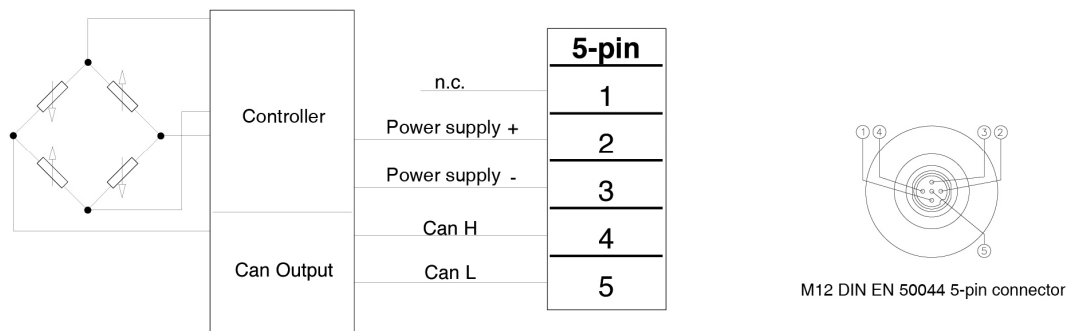 5-pin
n.c.
1
Controller
Power supply +
2
Power supply -
3
Can H
4
Can Output
Can L
5
① ④ ③ ②
⑤
M12 DIN EN 50044 5-pin connector